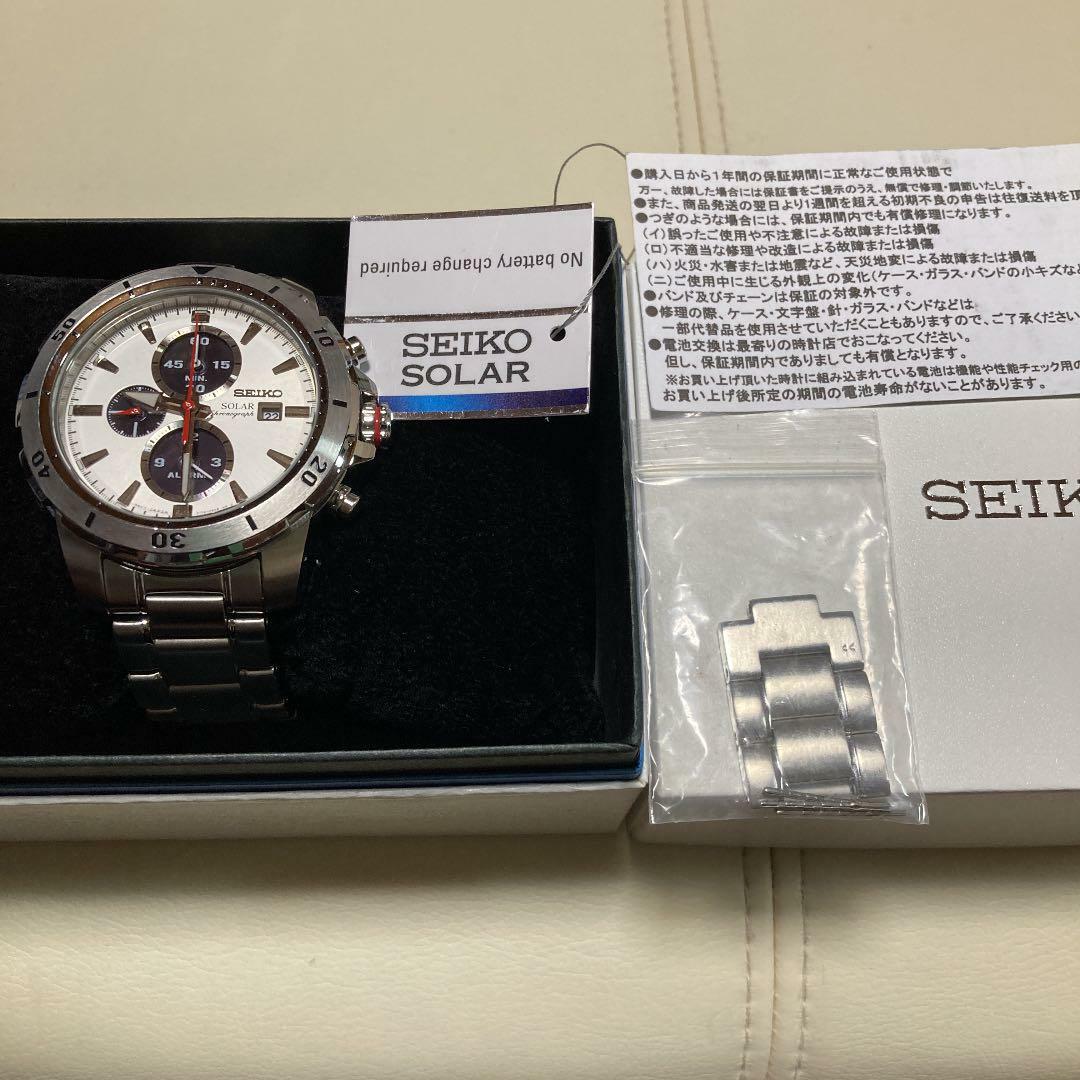 No battery change required
SEIKO
SOLAR
●購入日から1年間の保証期間に正常なご使用状態で
万一、故障した場合には保証書をご提示のうえ、無償で修理・調節いたします。
●また、商品発送の翌日より1週間を超える初期不良の申告は往復送料を頂
●つぎのような場合には、保証期間内でも有償修理になります。
(イ)誤ったご使用や不注意による故障または損傷
(ロ)不適当な修理や改造による故障または損傷
(ハ)火災・水害または地震など、天災地変による故障または損傷
(ニ)ご使用中に生じる外観上の変化(ケース・ガラス・バンドの小キズなど
●バンド及びチェーンは保証の対象外です。
●修理の際、ケース・文字盤・針・ガラス・バンドなどは
一部代替品を使用させていただくこともありますので、ご了承ください
●電池交換は最寄りの時計店でおこなってください。
但し、保証期間内でありましても有償となります。
※お買い上げ頂いた時計に組み込まれている電池は機能や性能チェック用の
お買い上げ後所定の期間の電池寿命がないことがあります。
SEIK
50
10
40
20
30
60
45
15
MIN.
30
SEIKO
SOLAR
Chronograph
22
12
9
3
ALARM